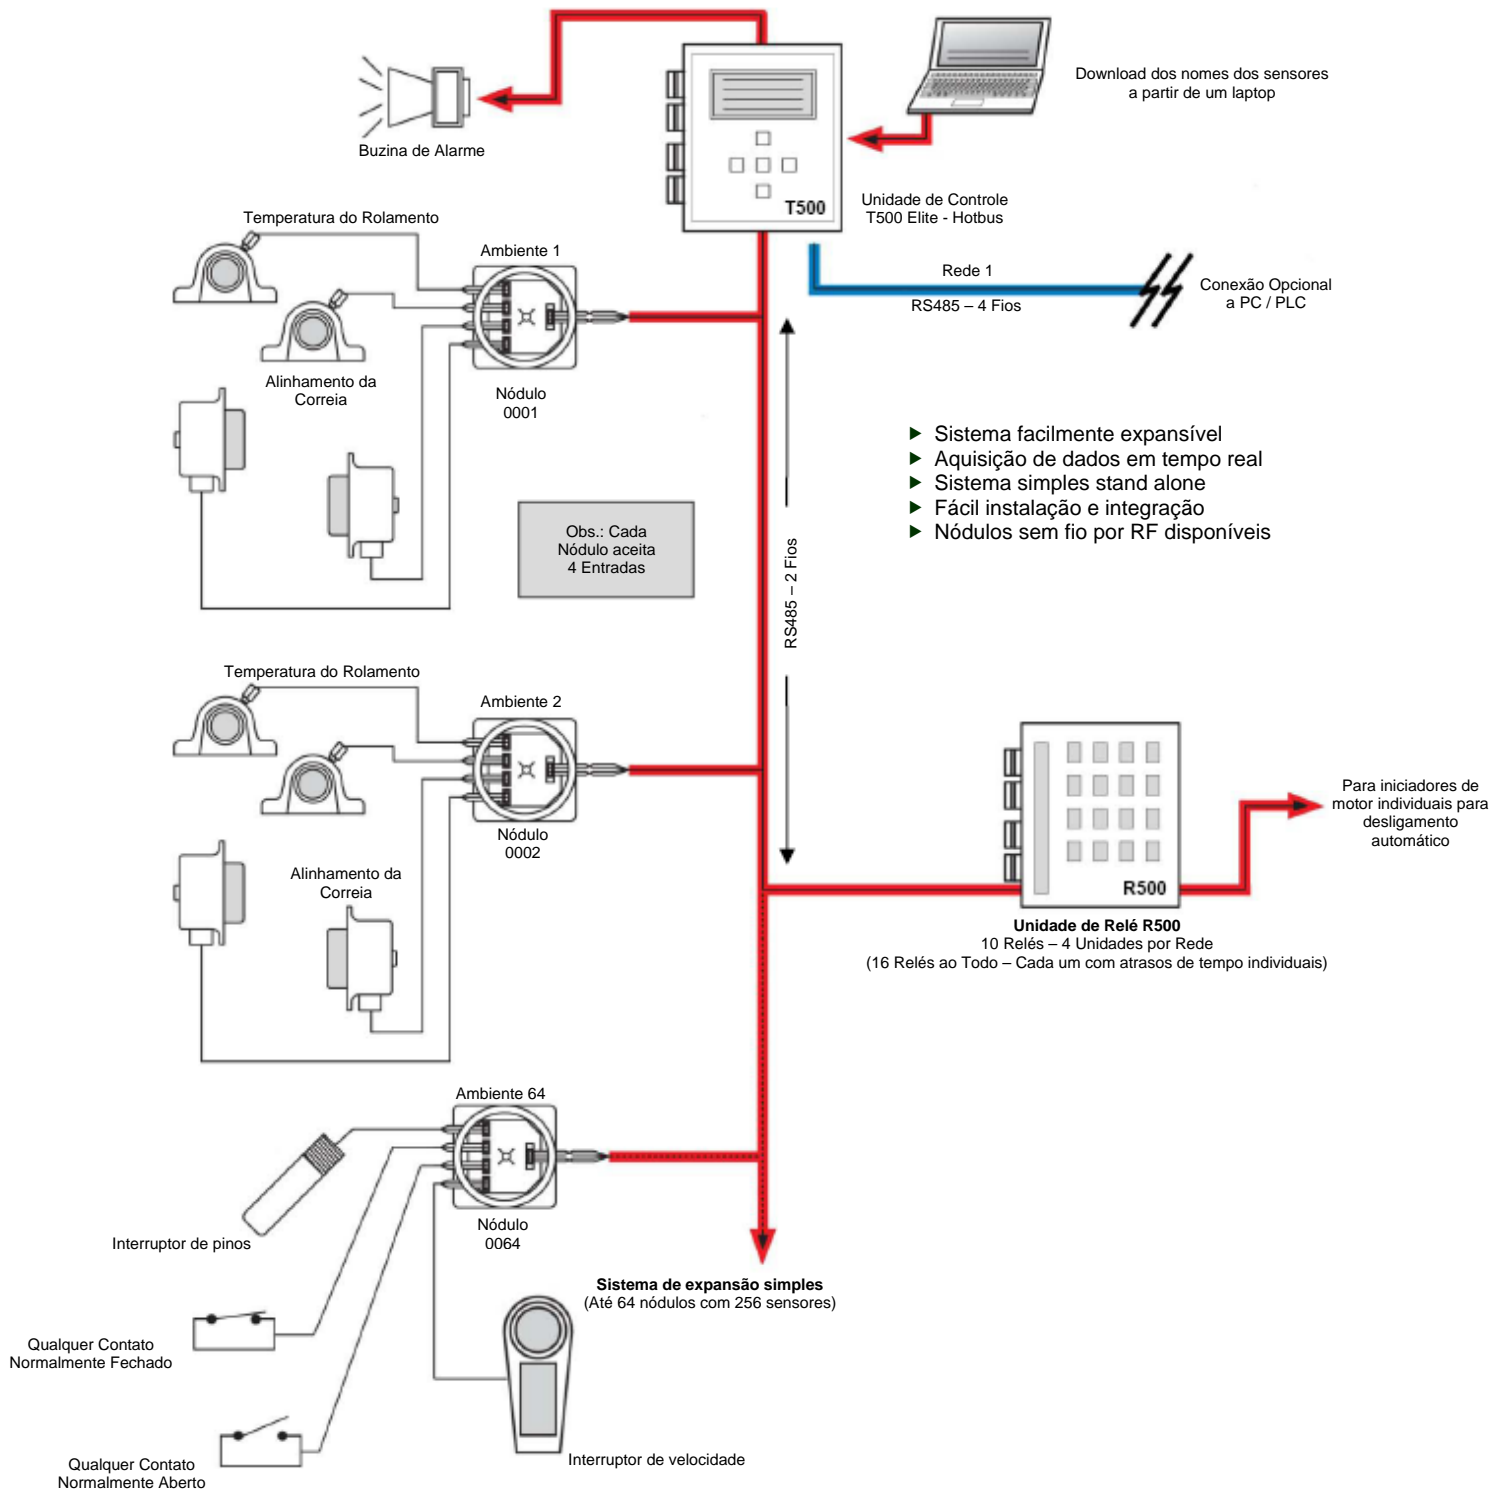 Download dos nomes dos sensores
a partir de um laptop
Buzina de Alarme
T500
Unidade de Controle
T500 Elite - Hotbus
Temperatura do Rolamento
Ambiente 1
Rede 1
RS485 – 4 Fios
Conexão Opcional
a PC / PLC
Alinhamento da
Correia
Nódulo
0001
► Sistema facilmente expansível
► Aquisição de dados em tempo real
► Sistema simples stand alone
► Fácil instalação e integração
► Nódulos sem fio por RF disponíveis
Obs.: Cada
Nódulo aceita
4 Entradas
RS485 – 2 Fios
Temperatura do Rolamento
Ambiente 2
Nódulo
0002
Alinhamento da
Correia
Para iniciadores de
motor individuais para
desligamento
automático
R500
Unidade de Relé R500
10 Relés – 4 Unidades por Rede
(16 Relés ao Todo – Cada um com atrasos de tempo individuais)
Ambiente 64
Nódulo
0064
Interruptor de pinos
Sistema de expansão simples
(Até 64 nódulos com 256 sensores)
Qualquer Contato
Normalmente Fechado
Interruptor de velocidade
Qualquer Contato
Normalmente Aberto